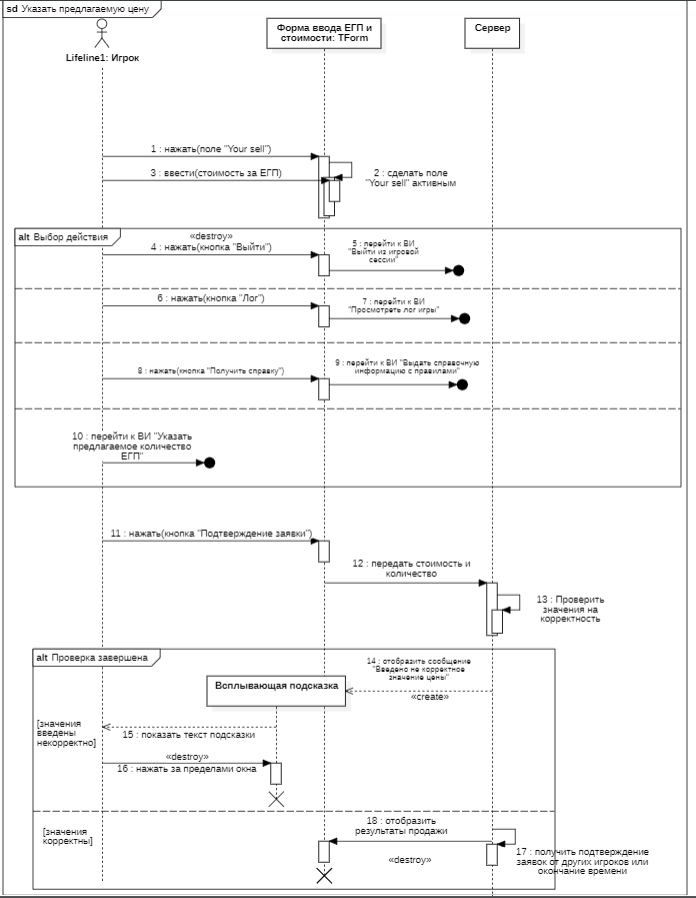 sd Указать предлагаемую цену
Форма ввода ЕГП и
стоимости: TForm
Сервер
Lifeline1: Игрок
1 : нажать(поле "Your sell")
3 : ввести(стоимость за ЕГП)
2 : сделать поле
"Your sell" активным
alt Выбор действия
«destroy»
4 : нажать(кнопка "Выйти")
5 : перейти к ВИ
"Выйти из игровой
сессии"
6 : нажать(кнопка "Лог")
7 : перейти к ВИ
"Просмотреть лог игры"
8 : нажать(кнопка "Получить справку")
9 : перейти к ВИ "Выдать справочную
информацию с правилами"
10 : перейти к ВИ "Указать
предлагаемое количество
ЕГП"
11 : нажать(кнопка "Подтверждение заявки")
12 : передать стоимость и
количество
13 : Проверить
значения на
корректность
alt Проверка завершена
14 : отобразить сообщение
"Введено не корректное
значение цены"
Всплывающая подсказка
«create»
[значения
введены
некорректно]
15 : показать текст подсказки
«destroy»
16 : нажать за пределами окна
[значения
корректны]
18 : отобразить
результаты продажи
«destroy»
17 : получить подтверждение
заявок от других игроков или
окончание времени